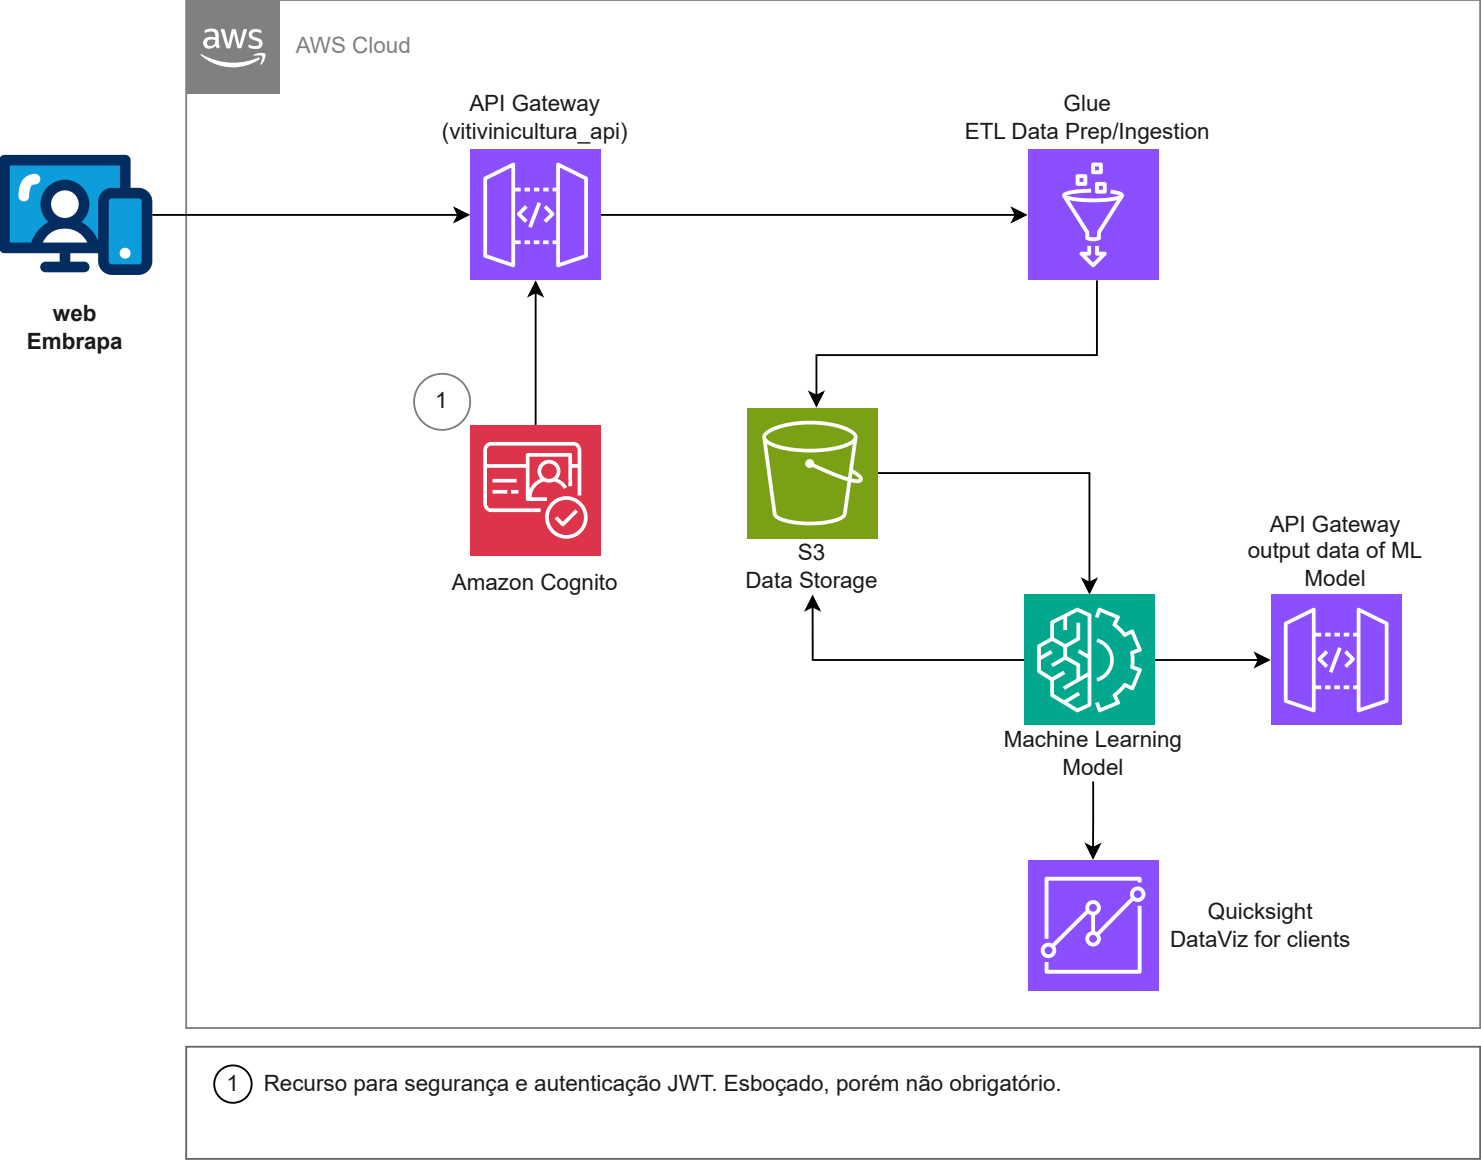 aws
AWS Cloud
API Gateway
(vitivinicultura_api)
Glue
ETL Data Prep/Ingestion
web
Embrapa
1
Amazon Cognito
S3
Data Storage
API Gateway
output data of ML
Model
Machine Learning
Model
Quicksight
DataViz for clients
1 Recurso para segurança e autenticação JWT. Esboçado, porém não obrigatório.